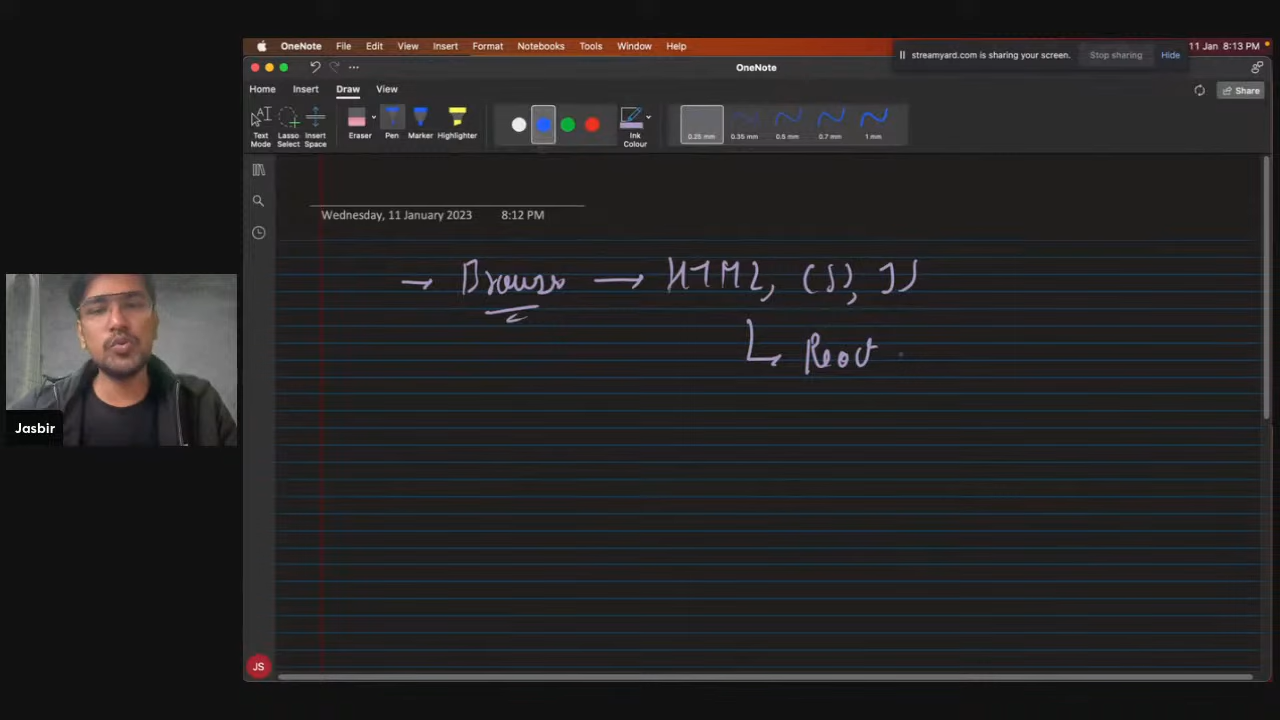 OneNote File Edit View Insert Format Notebooks Tools Window Help
streamyard.com is sharing your screen. Stop sharing Hide
11 Jan 8:13 PM
OneNote
Home Insert Draw View
Share
Text Mode
Lasso Select
Insert Space
Eraser
Pen
Marker
Highlighter
Ink Colour
0.25 mm 0.35 mm 0.5 mm 0.7 mm 1 mm
Wednesday, 11 January 2023 8:12 PM
→ Browser → HTML, CSS, JS
React
Jasbir
JS